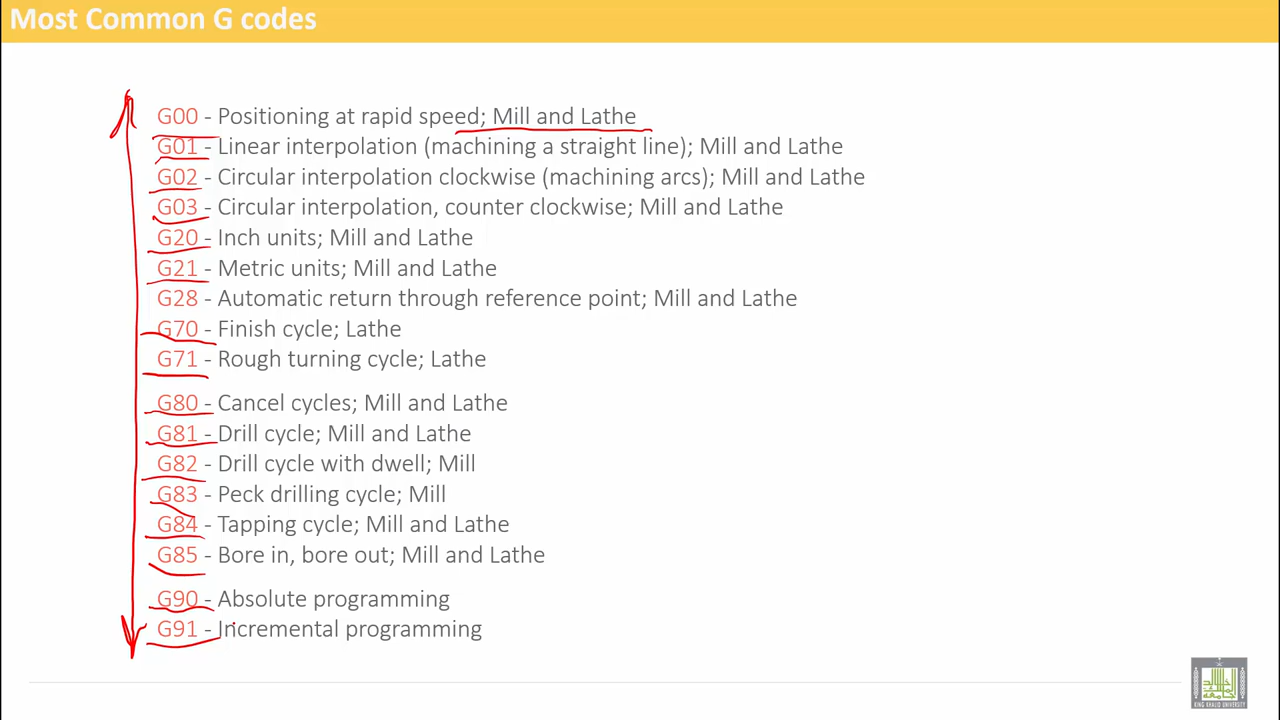 Most Common G codes
G00 - Positioning at rapid speed; Mill and Lathe
G01 - Linear interpolation (machining a straight line); Mill and Lathe
G02 - Circular interpolation clockwise (machining arcs); Mill and Lathe
G03 - Circular interpolation, counter clockwise; Mill and Lathe
G20 - Inch units; Mill and Lathe
G21 - Metric units; Mill and Lathe
G28 - Automatic return through reference point; Mill and Lathe
G70 - Finish cycle; Lathe
G71 - Rough turning cycle; Lathe
G80 - Cancel cycles; Mill and Lathe
G81 - Drill cycle; Mill and Lathe
G82 - Drill cycle with dwell; Mill
G83 - Peck drilling cycle; Mill
G84 - Tapping cycle; Mill and Lathe
G85 - Bore in, bore out; Mill and Lathe
G90 - Absolute programming
G91 - Incremental programming
KING KHALID UNIVERSITY